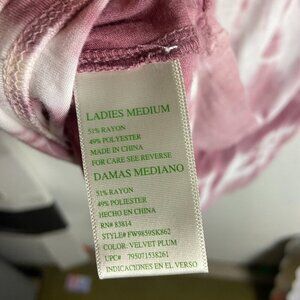 LADIES MEDIUM
51% RAYON
49% POLYESTER
MADE IN CHINA
FOR CARE SEE REVERSE
DAMAS MEDIANO
51% RAYON
49% POLIESTER
HECHO EN CHINA
RN# 83814
STYLE# FW9859SK862
COLOR: VELVET PLUM
UPC# 795071538261
INDICACIONES EN EL VERSO